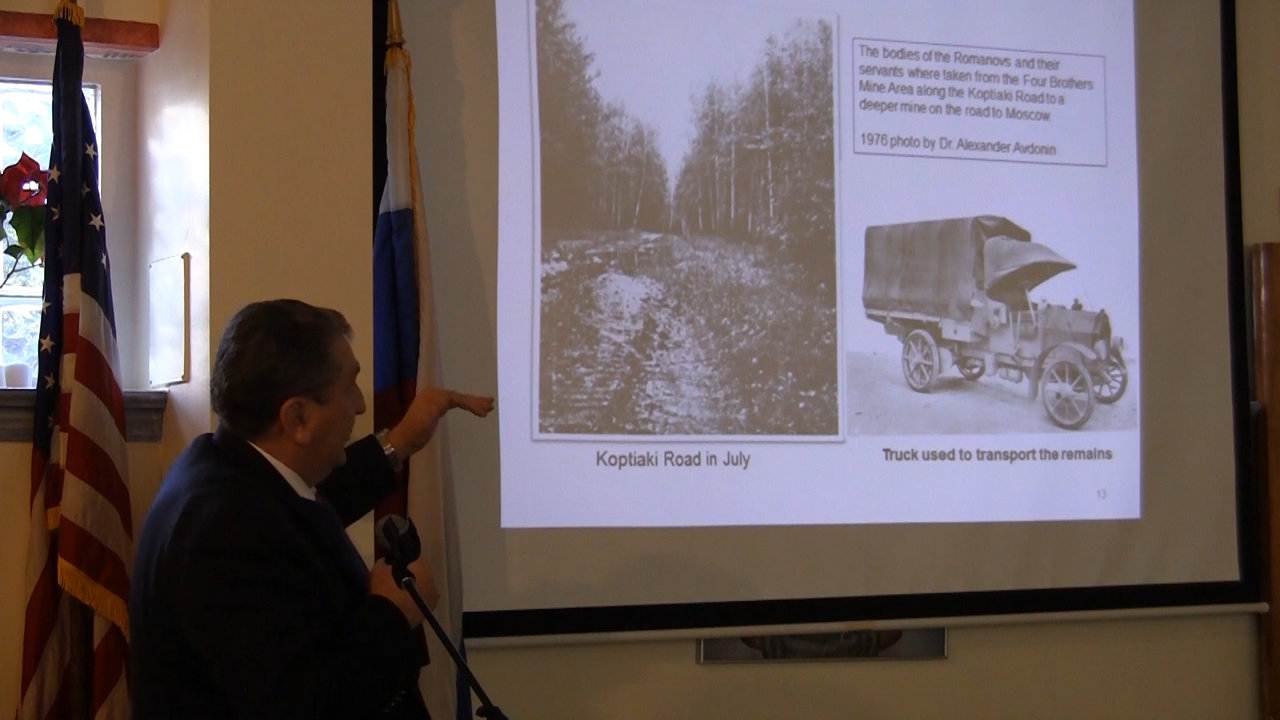 The bodies of the Romanovs and their
servants where taken from the Four Brothers
Mine Area along the Koptiaki Road to a
deeper mine on the road to Moscow.
1976 photo by Dr. Alexander Avdonin
Koptiaki Road in July
Truck used to transport the remains
13